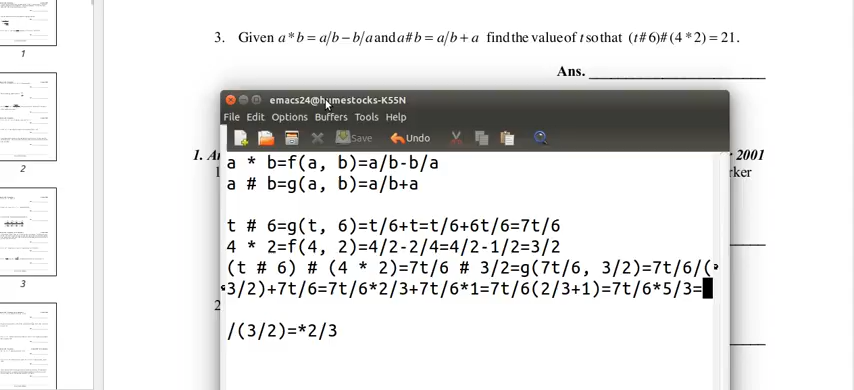 3. Given a * b = a/b − b/a and a # b = a/b + a find the value of t so that (t # 6) # (4 * 2) = 21.
Ans.
1
emacs24@humestocks-K55N
File Edit Options Buffers Tools Help
Save Undo
2001
rker
a * b=f(a, b)=a/b-b/a
a # b=g(a, b)=a/b+a
2
t # 6=g(t, 6)=t/6+t=t/6+6t/6=7t/6
4 * 2=f(4, 2)=4/2-2/4=4/2-1/2=3/2
(t # 6) # (4 * 2)=7t/6 # 3/2=g(7t/6, 3/2)=7t/6/(
3/2)+7t/6=7t/6*2/3+7t/6*1=7t/6(2/3+1)=7t/6*5/3=
3
/(3/2)=*2/3